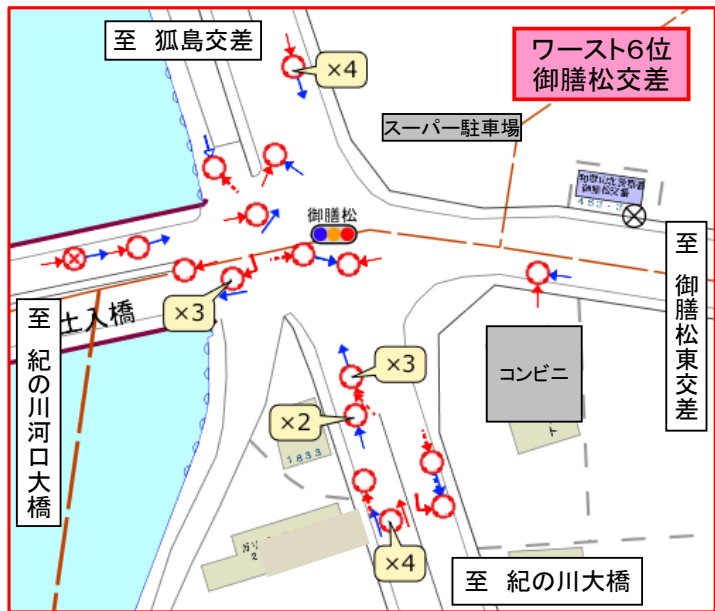 至 狐島交差
×4
ワースト6位
御膳松交差
スーパー駐車場
御膳松
至 御膳松東交差
×3
土入橋
至 紀の川河口大橋
×3
コンビニ
×2
1833
×4
至 紀の川大橋